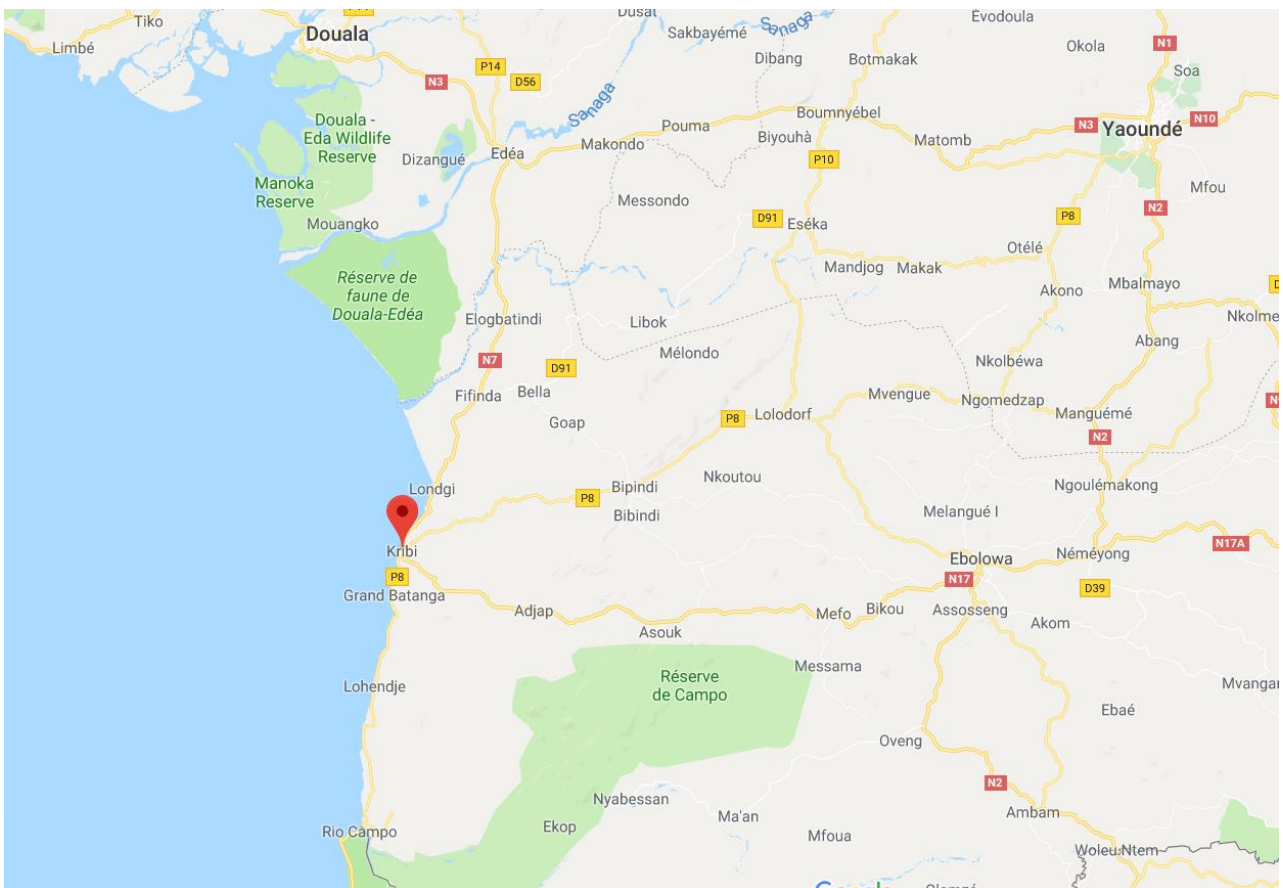 Dusat
Sanaga
Évodoula
Tiko
Sakbayémé
Douala
Limbé
Okola
N1
Dibang
Botmakak
P14
Soa
N3
D56
Sanaga
Boumnyébel
Douala -
Eda Wildlife
Reserve
Pouma
N3
Yaoundé
N10
Biyouhà
Makondo
Matomb
Dizangué
Edéa
P10
Manoka
Reserve
Mfou
Messondo
N2
Mouangko
D91
Eséka
P8
Otélé
Réserve de
faune de
Douala-Edéa
Mandjog
Makak
Mbalmayo
Akono
Elogbatindi
Libok
Nkolme
Abang
Mélondo
N7
Nkolbéwa
D91
Fifinda
Bella
Mvengue
Ngomedzap
Goap
P8
Lolodorf
Manguémé
N2
Londgi
P8
Bipindi
Nkoutou
Ngoulémakong
Bibindi
Melangué I
Kribi
N17A
Ebolowa
Néméyong
P8
N17
D39
Grand Batanga
Adjap
Mefo
Bikou
Assosseng
Akom
Asouk
Réserve
de Campo
Messama
Lohendje
Mvangar
Ebaé
Oveng
N2
Nyabessan
Ma'an
Ambam
Rio Campo
Ekop
Mfoua
Woleu-Ntem